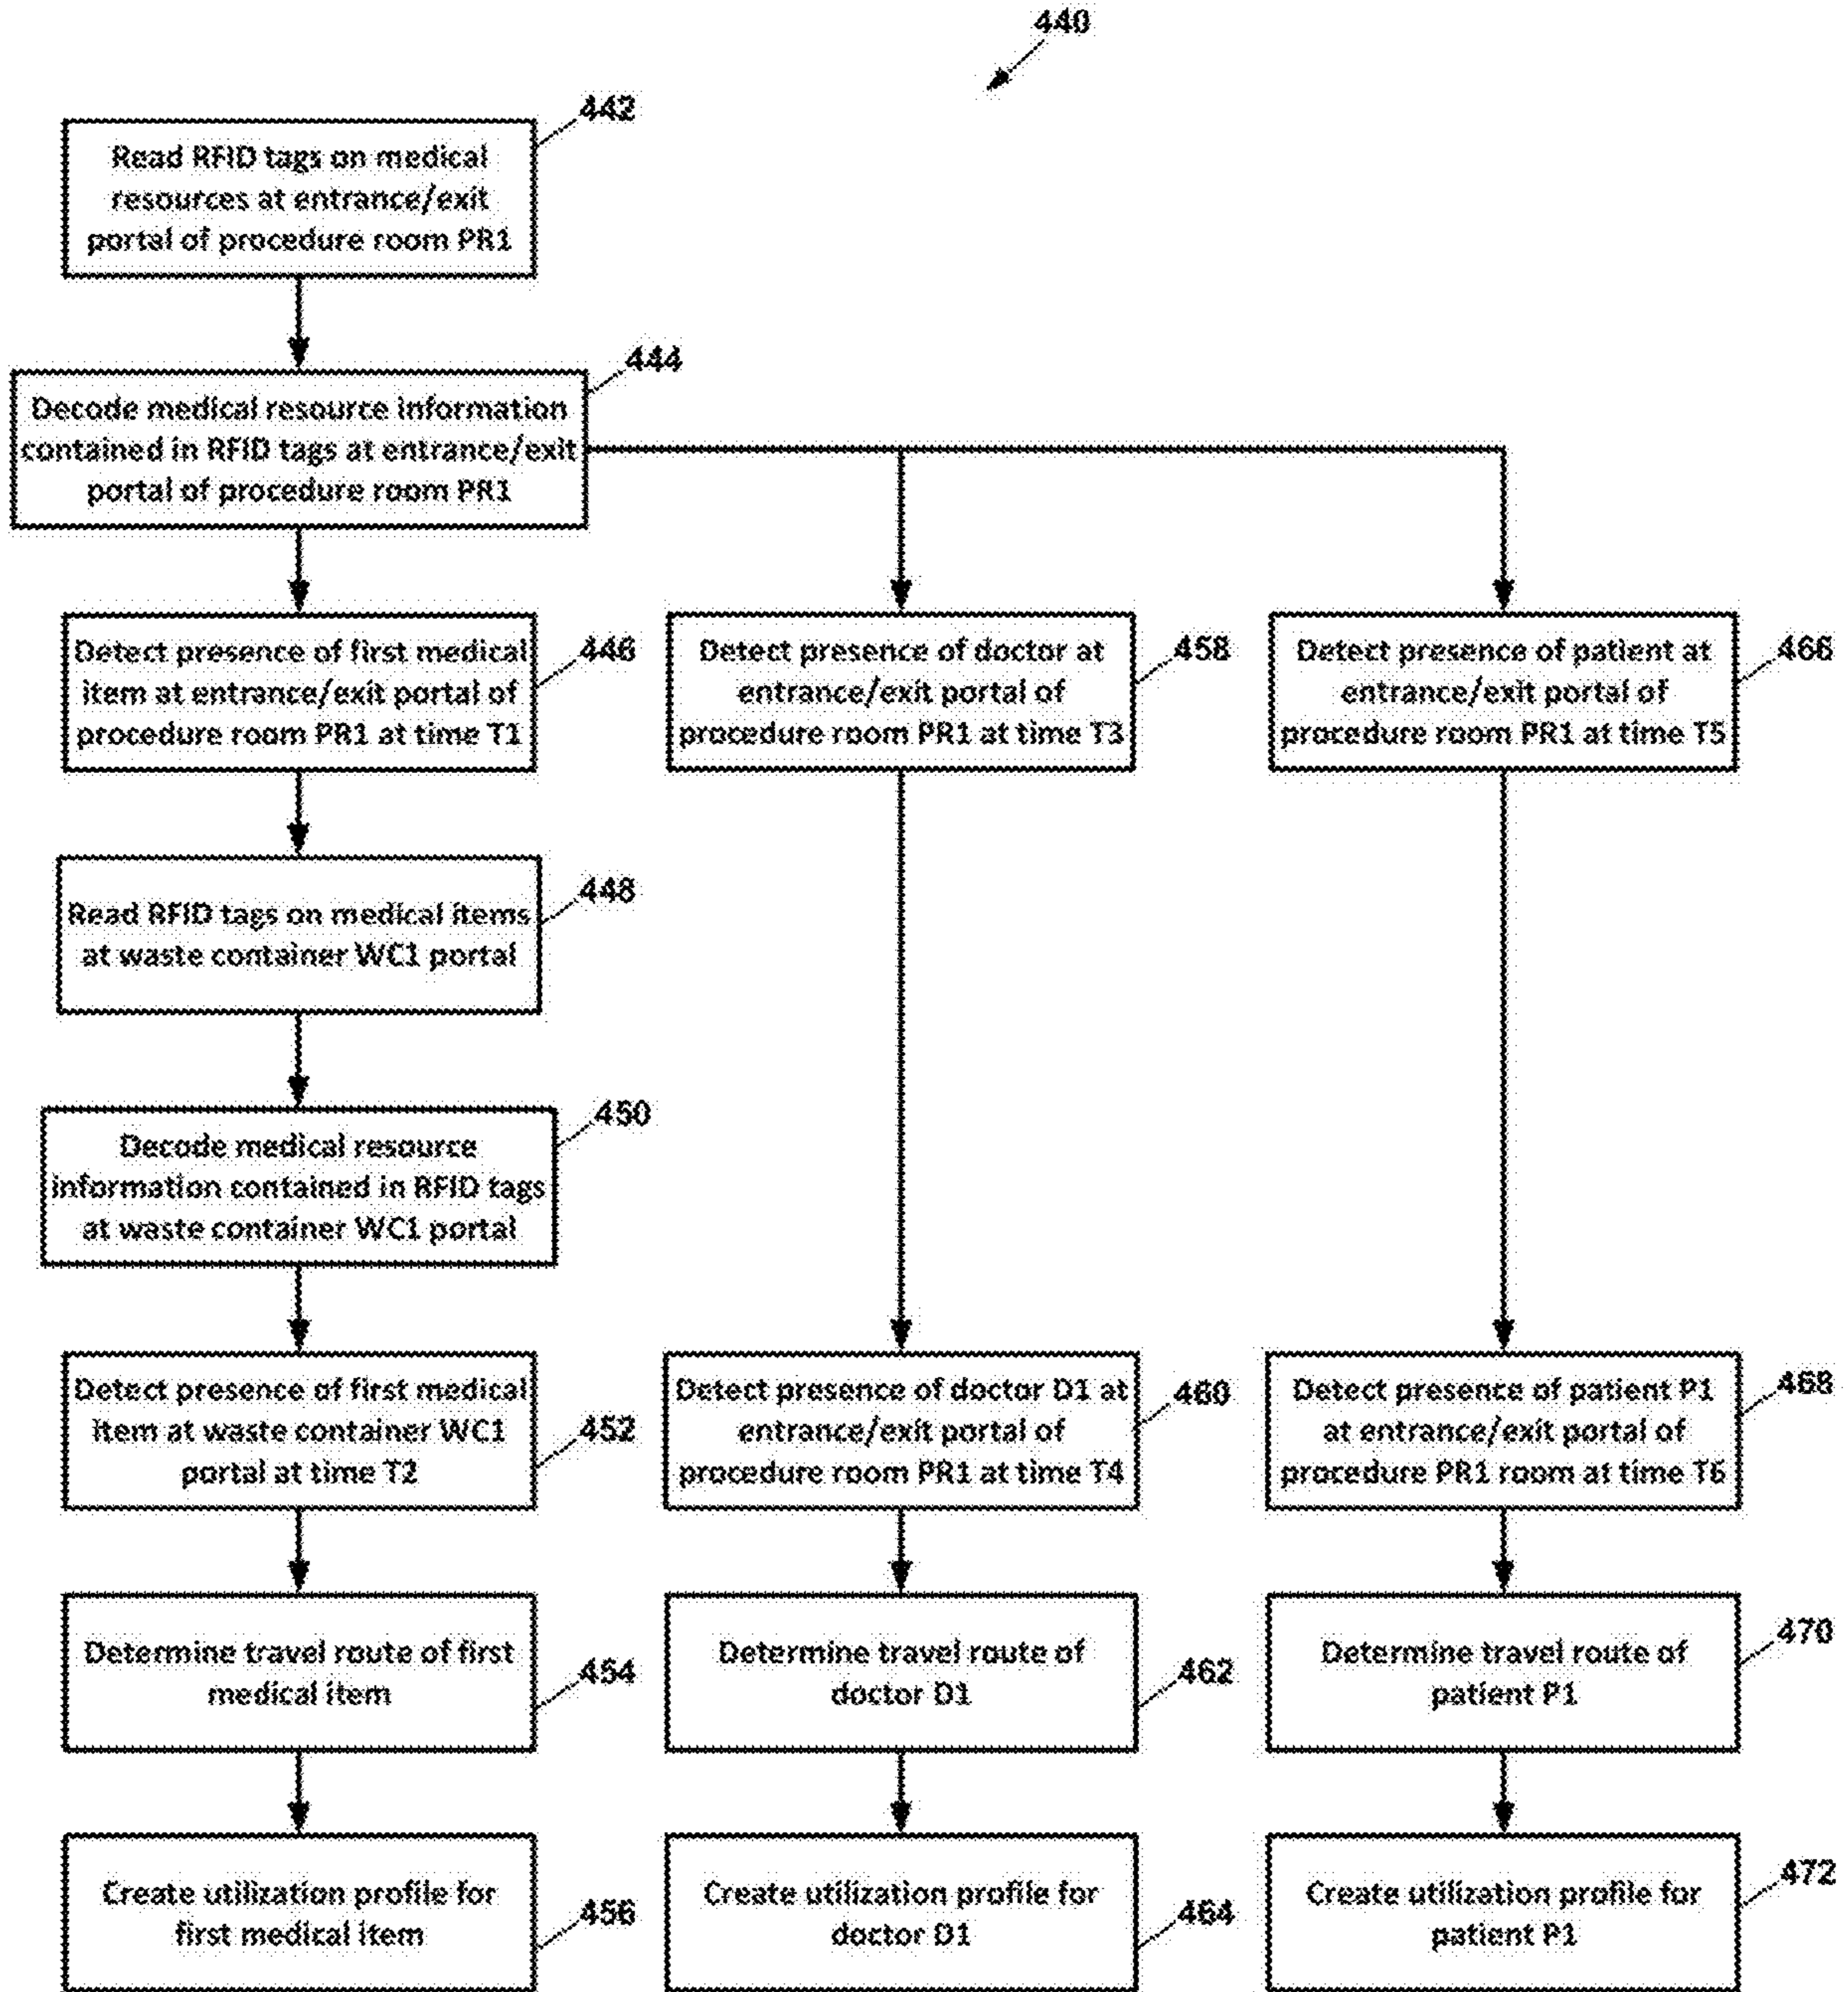 440
442
Read RFID tags on medical
resources at entrance/exit
portal of procedure room PR1
444
Decode medical resource information
contained in RFID tags at entrance/exit
portal of procedure room PR1
446
Detect presence of first medical
item at entrance/exit portal of
procedure room PR1 at time T1
458
Detect presence of doctor at
entrance/exit portal of
procedure room PR1 at time T3
466
Detect presence of patient at
entrance/exit portal of
procedure room PR1 at time T5
448
Read RFID tags on medical items
at waste container WC1 portal
450
Decode medical resource
information contained in RFID tags
at waste container WC1 portal
452
Detect presence of first medical
item at waste container WC1
portal at time T2
460
Detect presence of doctor D1 at
entrance/exit portal of
procedure room PR1 at time T4
468
Detect presence of patient P1
at entrance/exit portal of
procedure PR1 room at time T6
454
Determine travel route of first
medical item
462
Determine travel route of
doctor D1
470
Determine travel route of
patient P1
456
Create utilization profile for
first medical item
464
Create utilization profile for
doctor D1
472
Create utilization profile for
patient P1